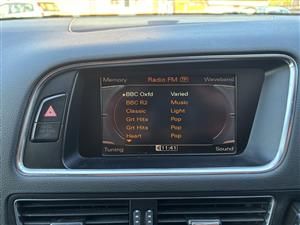 Memory Radio FM TP Waveband
BBC Oxfd Varied
BBC R2 Music
Classic Light
Grt Hits Pop
Grt Hits Pop
Heart Pop
Tuning 11:41 Sound